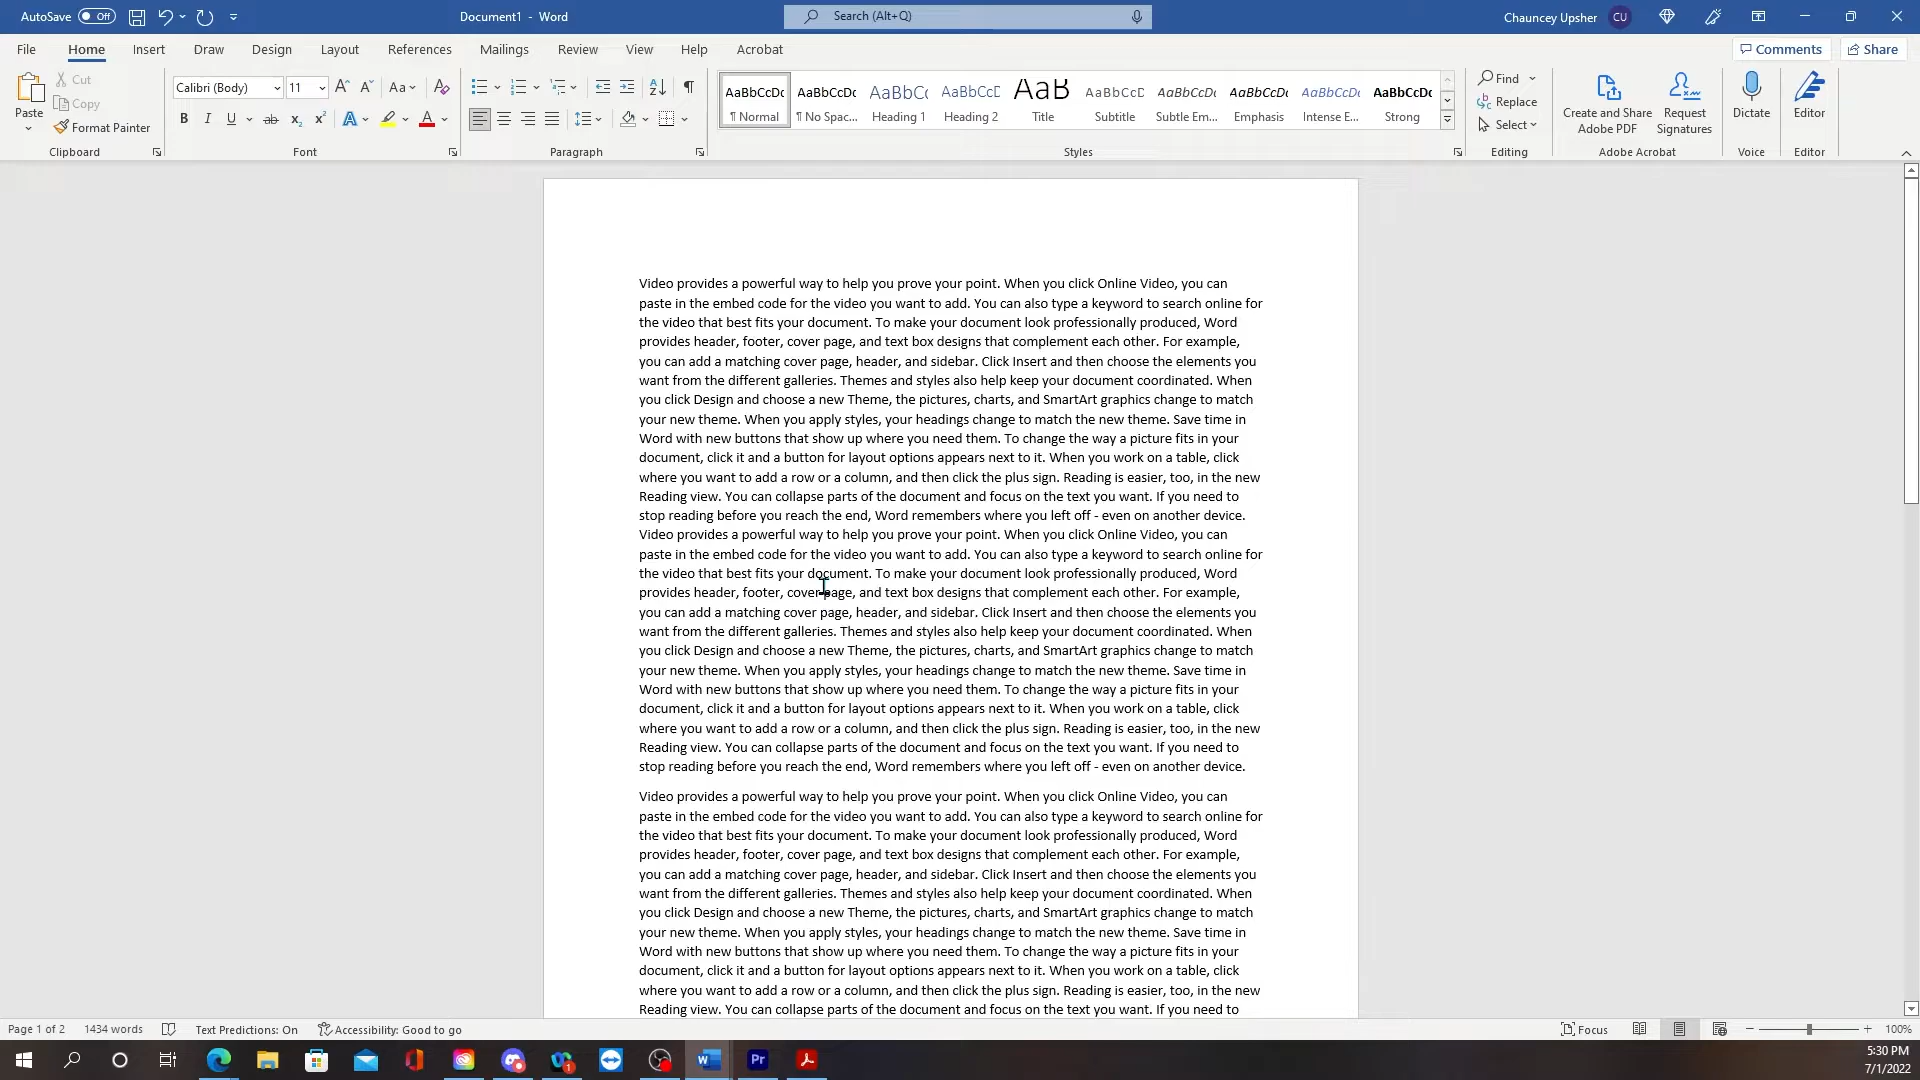 AutoSave Off Document1 - Word Search (Alt+Q) Chauncey Upsher CU
File Home Insert Draw Design Layout References Mailings Review View Help Acrobat Comments Share
Paste Cut Copy Format Painter
Calibri (Body) 11 Aa
B I U ab x₂ x² A A
AaBbCcDc AaBbCcDc AaBbCc AaBbCcD AaB AaBbCcD AaBbCcDc AaBbCcDc AaBbCcDc AaBbCcDc
¶ Normal ¶ No Spac... Heading 1 Heading 2 Title Subtitle Subtle Em... Emphasis Intense E... Strong
Find
Replace
Select
Create and Share Adobe PDF
Request Signatures
Dictate
Editor
Clipboard Font Paragraph Styles Editing Adobe Acrobat Voice Editor
Video provides a powerful way to help you prove your point. When you click Online Video, you can
paste in the embed code for the video you want to add. You can also type a keyword to search online for
the video that best fits your document. To make your document look professionally produced, Word
provides header, footer, cover page, and text box designs that complement each other. For example,
you can add a matching cover page, header, and sidebar. Click Insert and then choose the elements you
want from the different galleries. Themes and styles also help keep your document coordinated. When
you click Design and choose a new Theme, the pictures, charts, and SmartArt graphics change to match
your new theme. When you apply styles, your headings change to match the new theme. Save time in
Word with new buttons that show up where you need them. To change the way a picture fits in your
document, click it and a button for layout options appears next to it. When you work on a table, click
where you want to add a row or a column, and then click the plus sign. Reading is easier, too, in the new
Reading view. You can collapse parts of the document and focus on the text you want. If you need to
stop reading before you reach the end, Word remembers where you left off - even on another device.
Video provides a powerful way to help you prove your point. When you click Online Video, you can
paste in the embed code for the video you want to add. You can also type a keyword to search online for
the video that best fits your document. To make your document look professionally produced, Word
provides header, footer, cover page, and text box designs that complement each other. For example,
you can add a matching cover page, header, and sidebar. Click Insert and then choose the elements you
want from the different galleries. Themes and styles also help keep your document coordinated. When
you click Design and choose a new Theme, the pictures, charts, and SmartArt graphics change to match
your new theme. When you apply styles, your headings change to match the new theme. Save time in
Word with new buttons that show up where you need them. To change the way a picture fits in your
document, click it and a button for layout options appears next to it. When you work on a table, click
where you want to add a row or a column, and then click the plus sign. Reading is easier, too, in the new
Reading view. You can collapse parts of the document and focus on the text you want. If you need to
stop reading before you reach the end, Word remembers where you left off - even on another device.
Video provides a powerful way to help you prove your point. When you click Online Video, you can
paste in the embed code for the video you want to add. You can also type a keyword to search online for
the video that best fits your document. To make your document look professionally produced, Word
provides header, footer, cover page, and text box designs that complement each other. For example,
you can add a matching cover page, header, and sidebar. Click Insert and then choose the elements you
want from the different galleries. Themes and styles also help keep your document coordinated. When
you click Design and choose a new Theme, the pictures, charts, and SmartArt graphics change to match
your new theme. When you apply styles, your headings change to match the new theme. Save time in
Word with new buttons that show up where you need them. To change the way a picture fits in your
document, click it and a button for layout options appears next to it. When you work on a table, click
where you want to add a row or a column, and then click the plus sign. Reading is easier, too, in the new
Reading view. You can collapse parts of the document and focus on the text you want. If you need to
Page 1 of 2 1434 words Text Predictions: On Accessibility: Good to go Focus 100%
W Pr 1
5:30 PM
7/1/2022